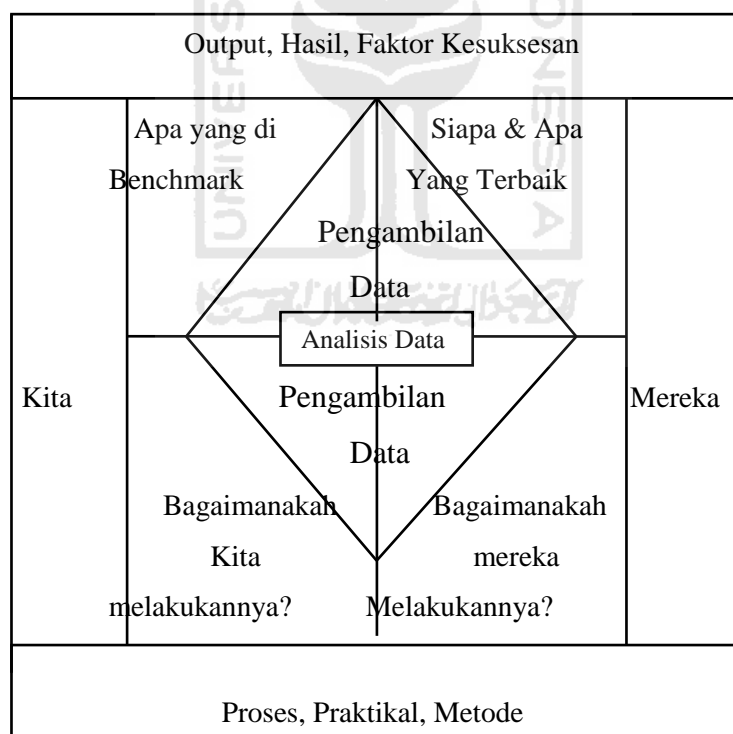 Output, Hasil, Faktor Kesuksesan
Apa yang di
Benchmark
Siapa & Apa
Yang Terbaik
Pengambilan
Data
Analisis Data
Kita
Pengambilan
Data
Mereka
Bagaimanakah
Kita
melakukannya?
Bagaimanakah
mereka
Melakukannya?
Proses, Praktikal, Metode